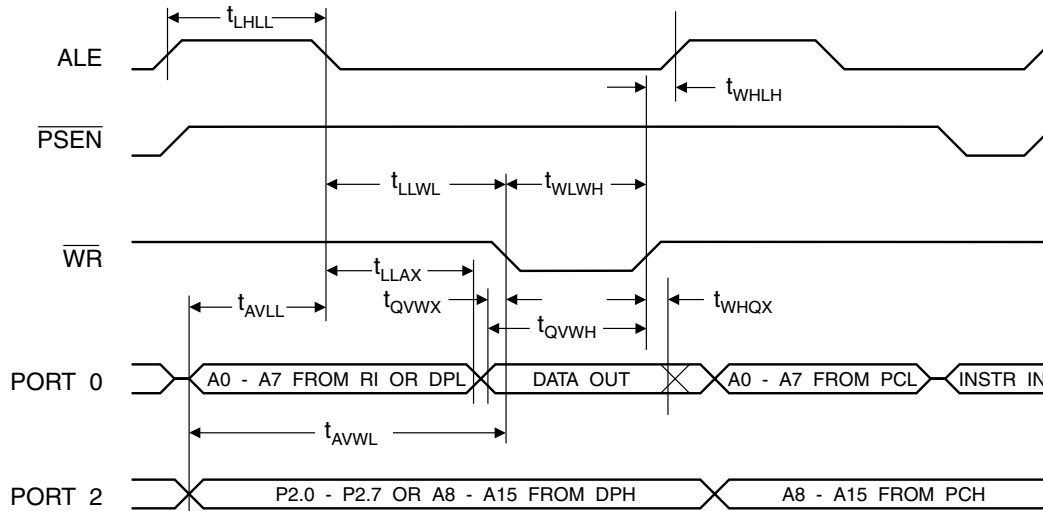 tLHLL
ALE
tWHLH
PSEN
tLLWL
tWLWH
WR
tLLAX
tAVLL
tQVWX
tWHQX
tQVWH
PORT 0
A0 - A7 FROM RI OR DPL
DATA OUT
A0 - A7 FROM PCL
INSTR IN
tAVWL
PORT 2
P2.0 - P2.7 OR A8 - A15 FROM DPH
A8 - A15 FROM PCH